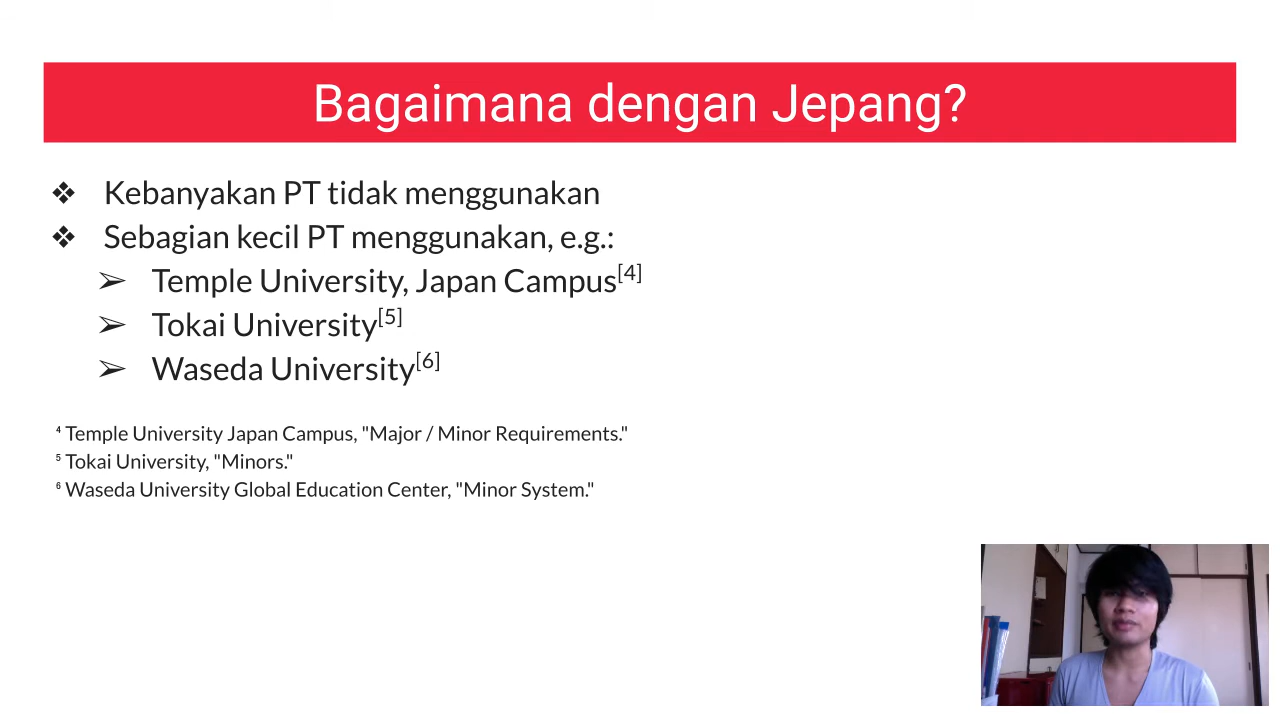 Bagaimana dengan Jepang?
❖ Kebanyakan PT tidak menggunakan
❖ Sebagian kecil PT menggunakan, e.g.:
➢ Temple University, Japan Campus[4]
➢ Tokai University[5]
➢ Waseda University[6]
⁴ Temple University Japan Campus, "Major / Minor Requirements."
⁵ Tokai University, "Minors."
⁶ Waseda University Global Education Center, "Minor System."